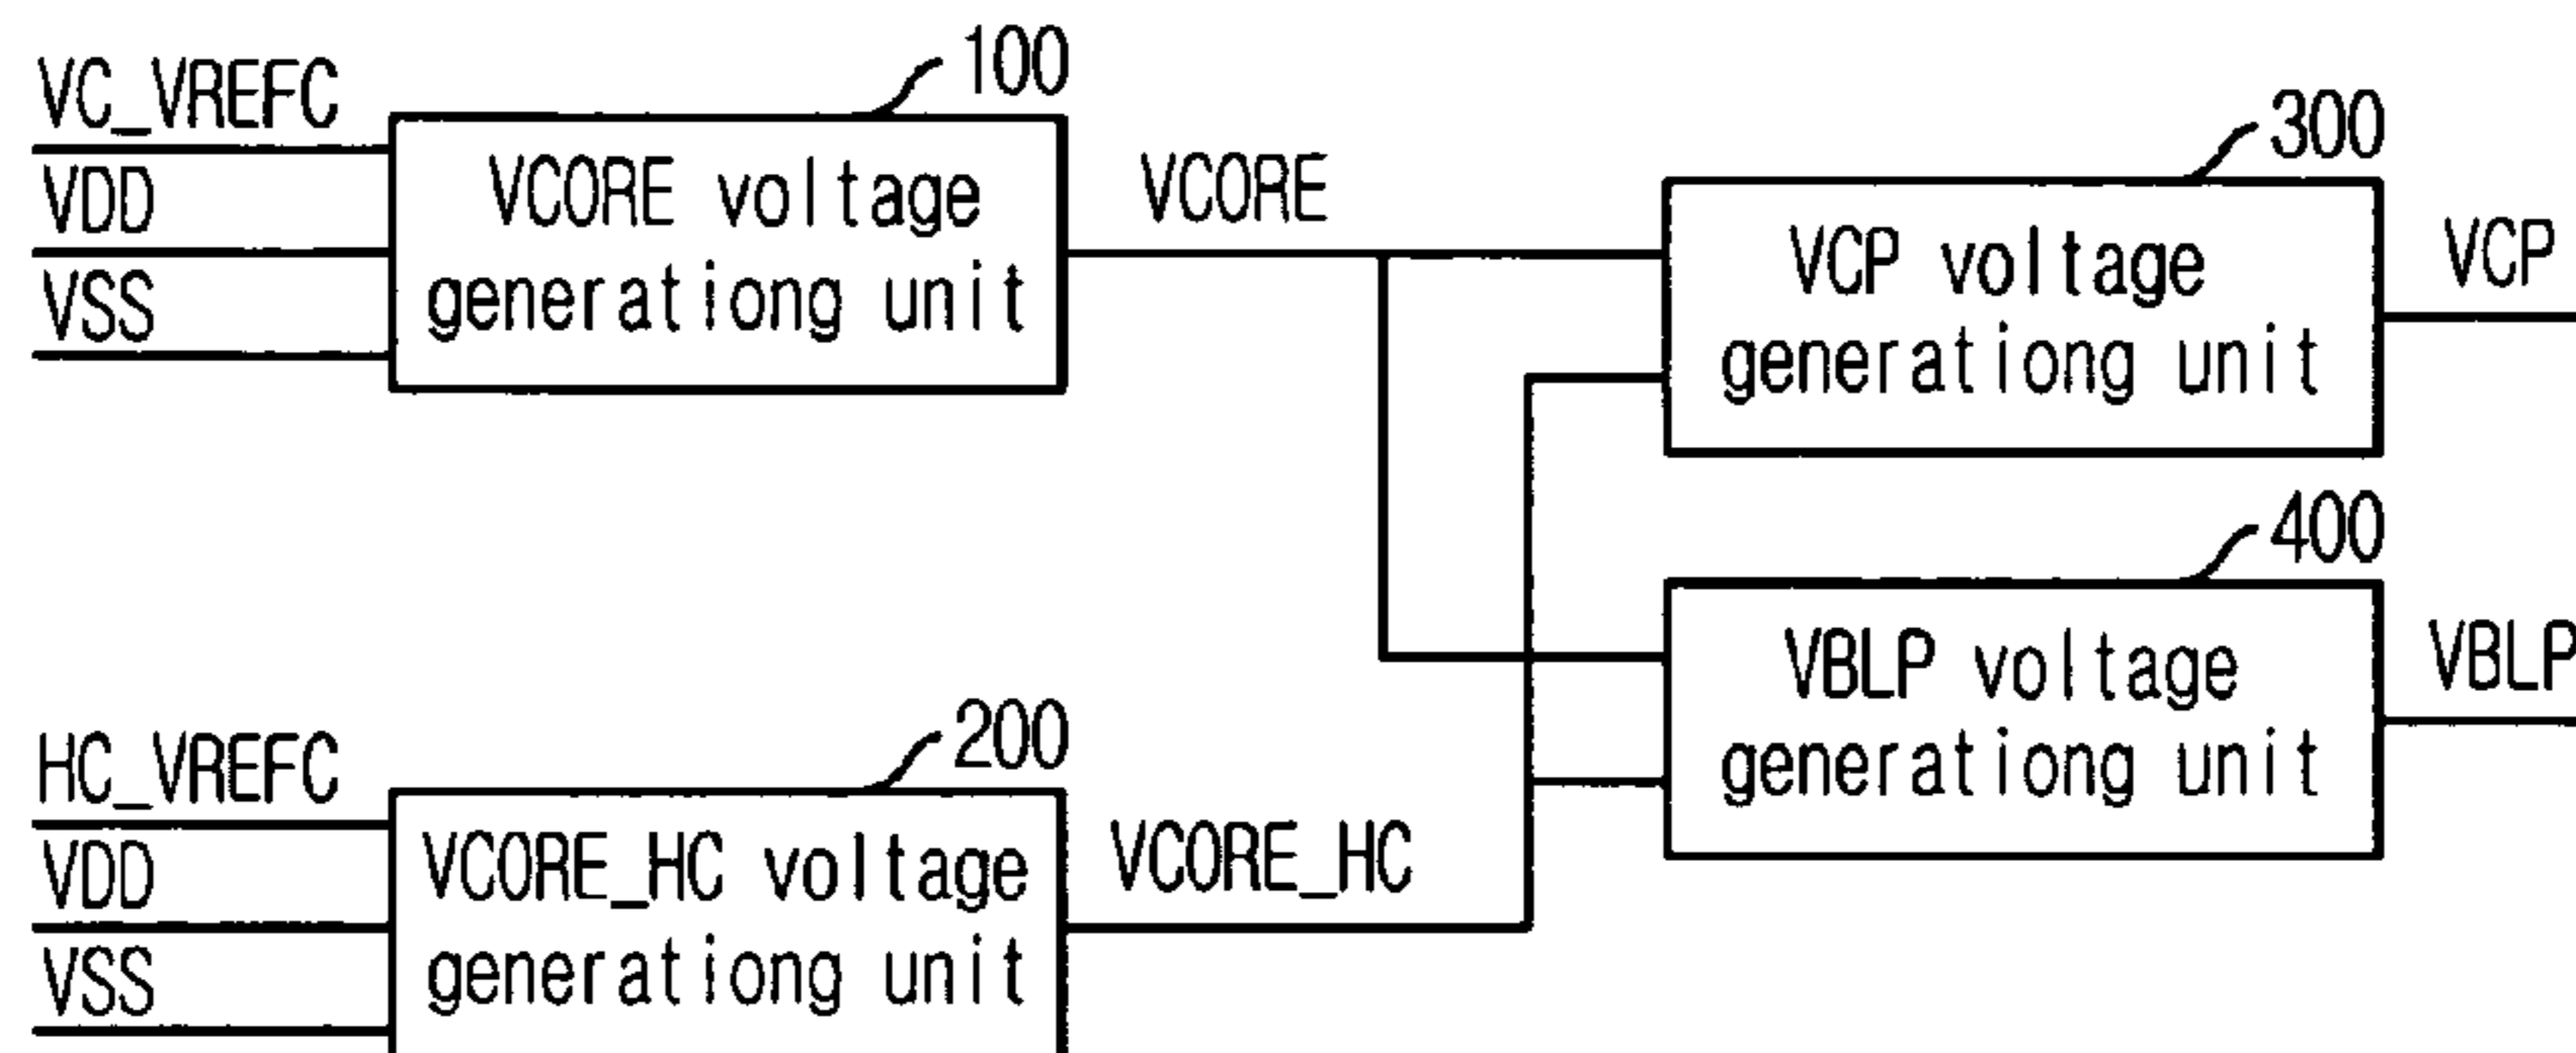 100
VC_VREFC
VDD
VSS
VCORE voltage
generationg unit
VCORE
300
VCP voltage
generationg unit
VCP
400
VBLP voltage
generationg unit
VBLP
200
HC_VREFC
VDD
VSS
VCORE_HC voltage
generationg unit
VCORE_HC